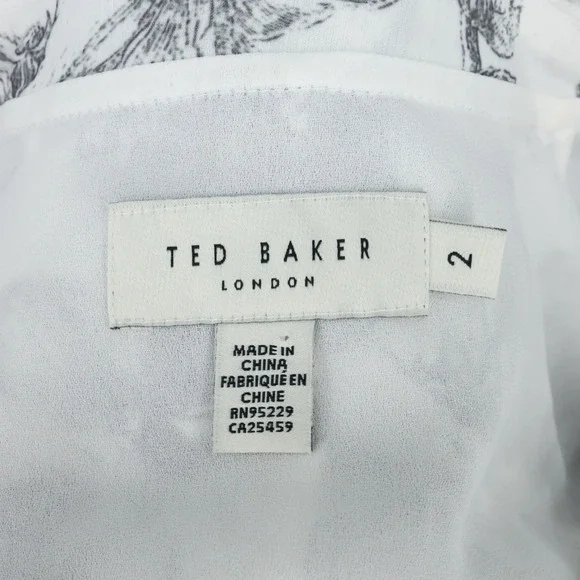 TED BAKER
LONDON
2
MADE IN
CHINA
FABRIQUÉ EN
CHINE
RN95229
CA25459